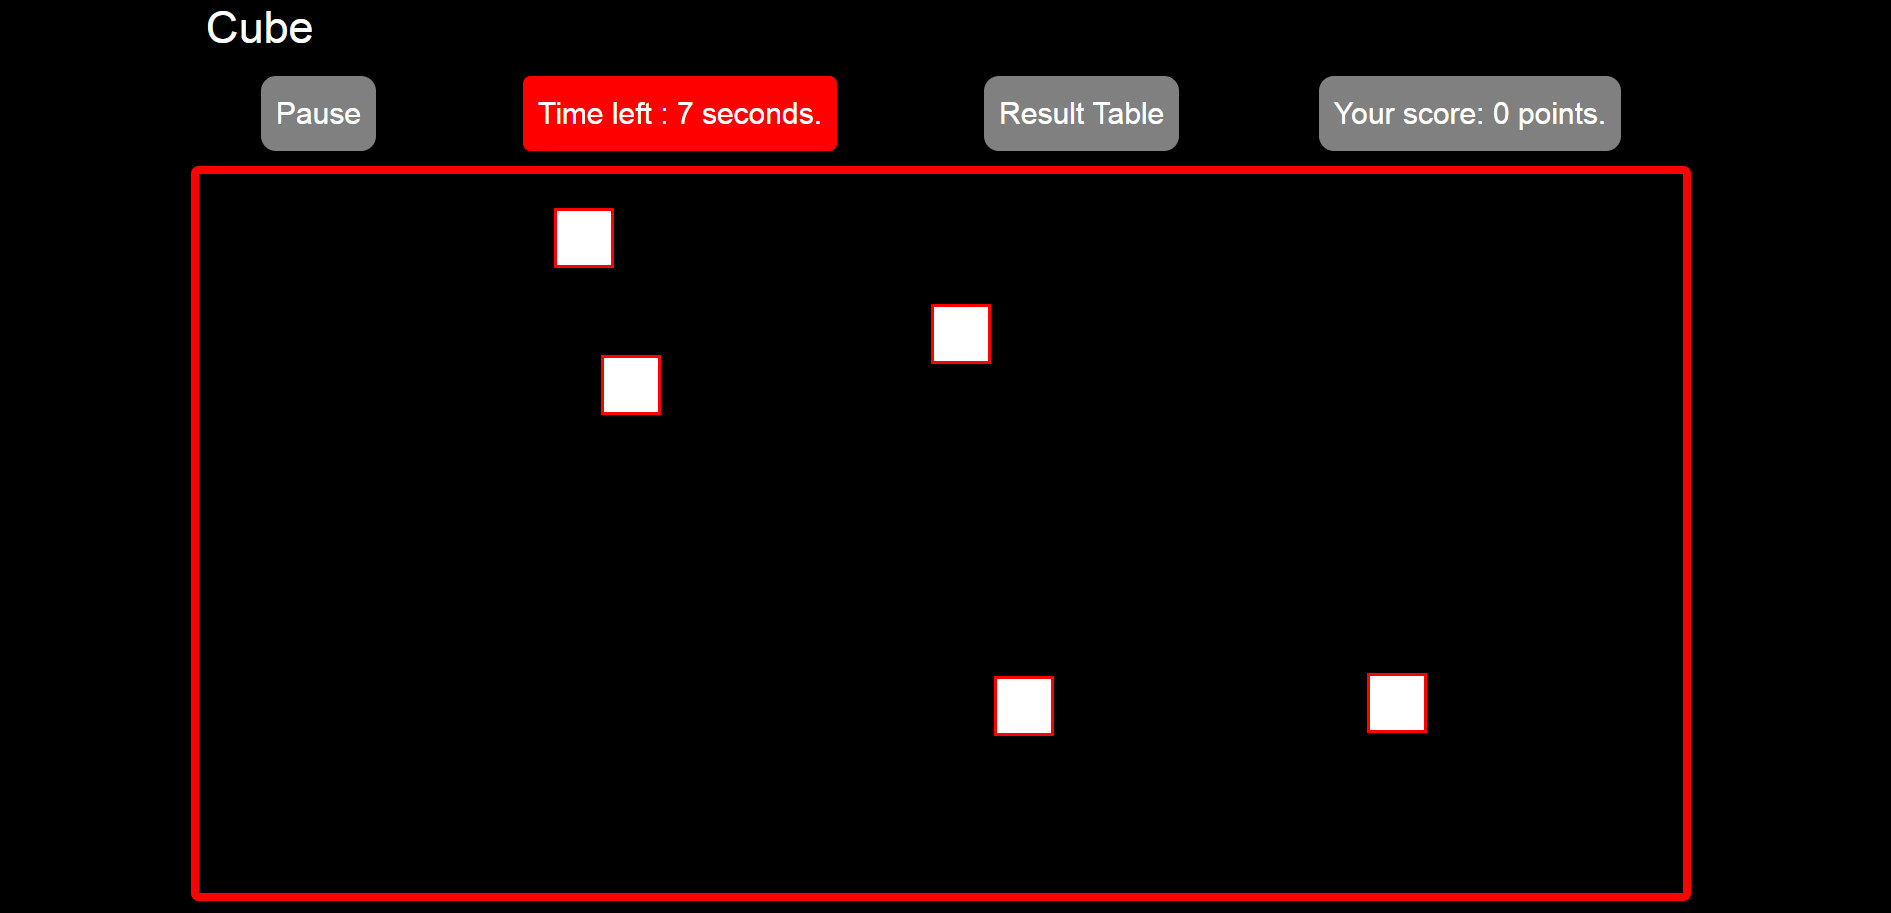 Cube
Pause
Time left : 7 seconds.
Result Table
Your score: 0 points.